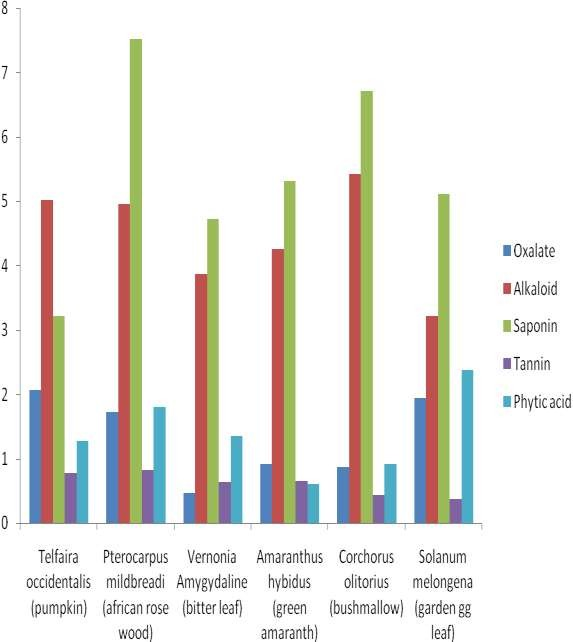 8
7
6
5
4
3
2
1
0
Oxalate
Alkaloid
Saponin
Tannin
Phytic acid
Telfaira
occidentalis
(pumpkin)
Pterocarpus
mildbreadi
(african rose
wood)
Vernonia
Amygydaline
(bitter leaf)
Amaranthus
hybidus
(green
amaranth)
Corchorus
olitorius
(bushmallow)
Solanum
melongena
(garden gg
leaf)